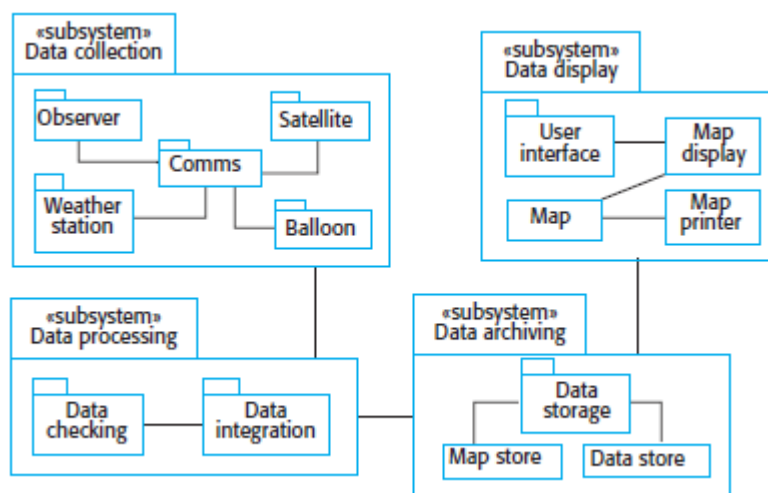 «subsystem»
Data collection
Observer
Satellite
Comms
Weather
station
Balloon
«subsystem»
Data display
User
interface
Map
display
Map
Map
printer
«subsystem»
Data processing
Data
checking
Data
integration
«subsystem»
Data archiving
Data
storage
Map store
Data store